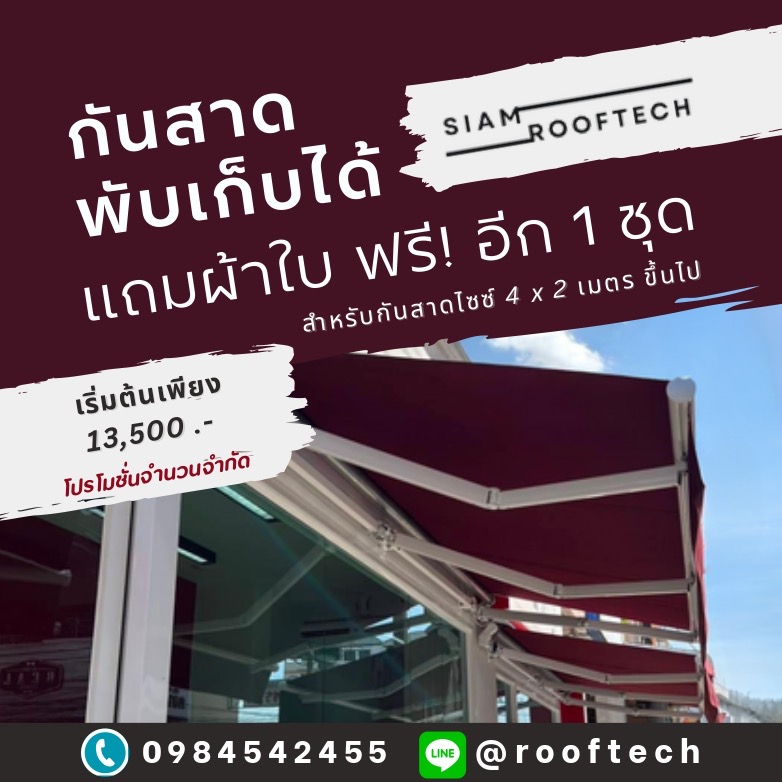 SIAM
ROOFTECH
กันสาด
พับเก็บได้
แถมผ้าใบ ฟรี! อีก 1 ชุด
สำหรับกันสาดไซซ์ 4 x 2 เมตร ขึ้นไป
เริ่มต้นเพียง
13,500 .-
โปรโมชั่นจำนวนจำกัด
0984542455
LINE
@rooftech